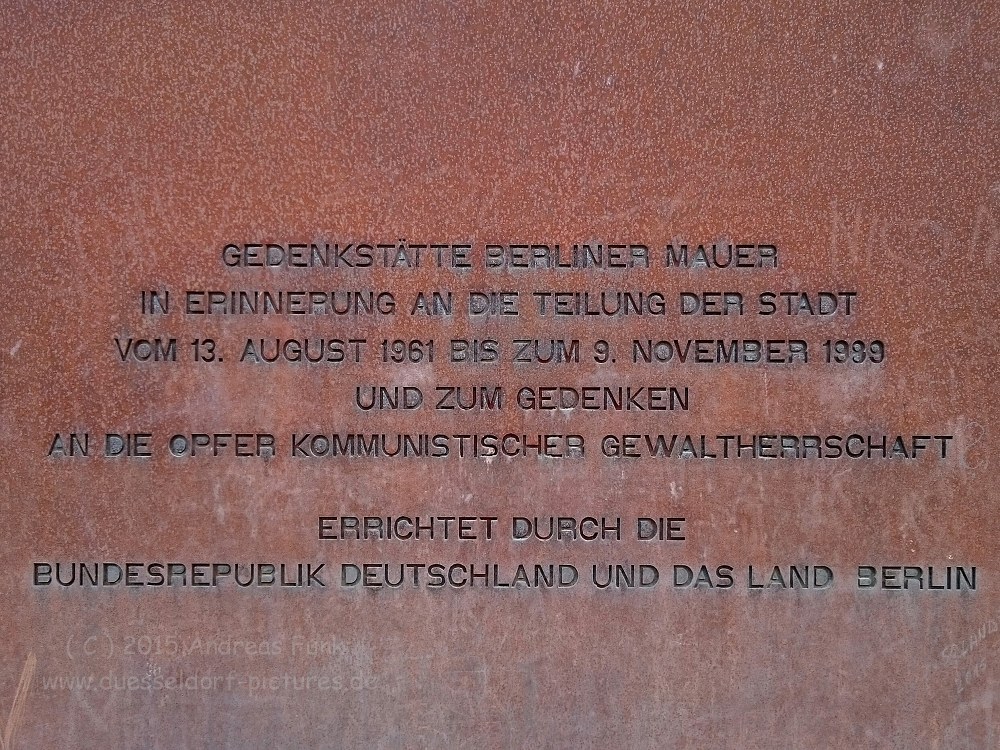 GEDENKSTÄTTE BERLINER MAUER
IN ERINNERUNG AN DIE TEILUNG DER STADT
VOM 13. AUGUST 1961 BIS ZUM 9. NOVEMBER 1989
UND ZUM GEDENKEN
AN DIE OPFER KOMMUNISTISCHER GEWALTHERRSCHAFT
ERRICHTET DURCH DIE
BUNDESREPUBLIK DEUTSCHLAND UND DAS LAND BERLIN
(C) 2015 Andreas Funk
www.duesseldorf-pictures.de